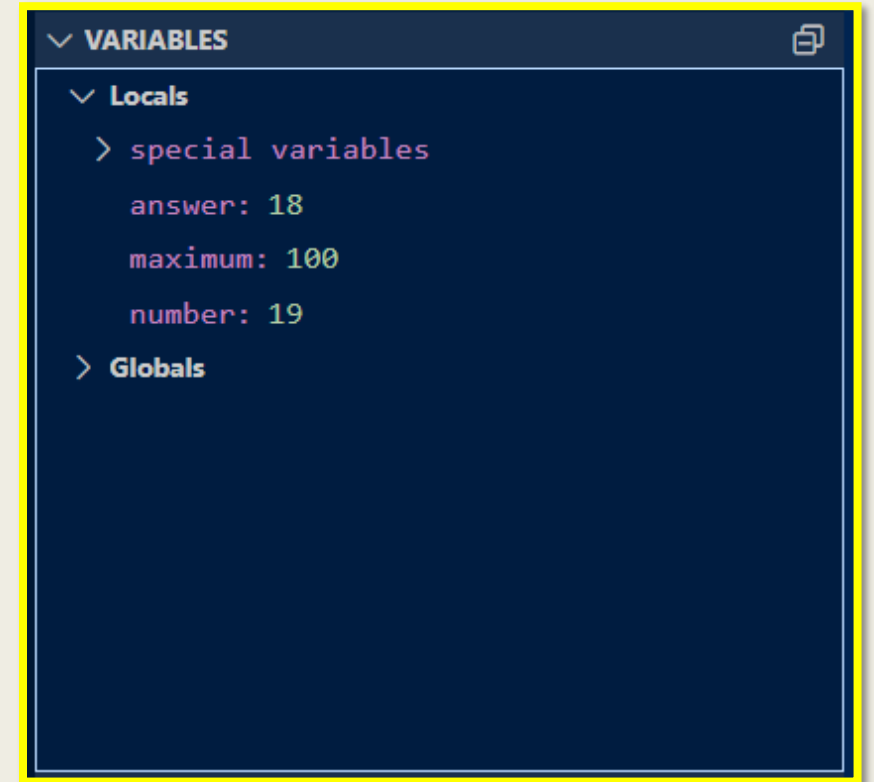 VARIABLES
Locals
special variables
answer: 18
maximum: 100
number: 19
Globals